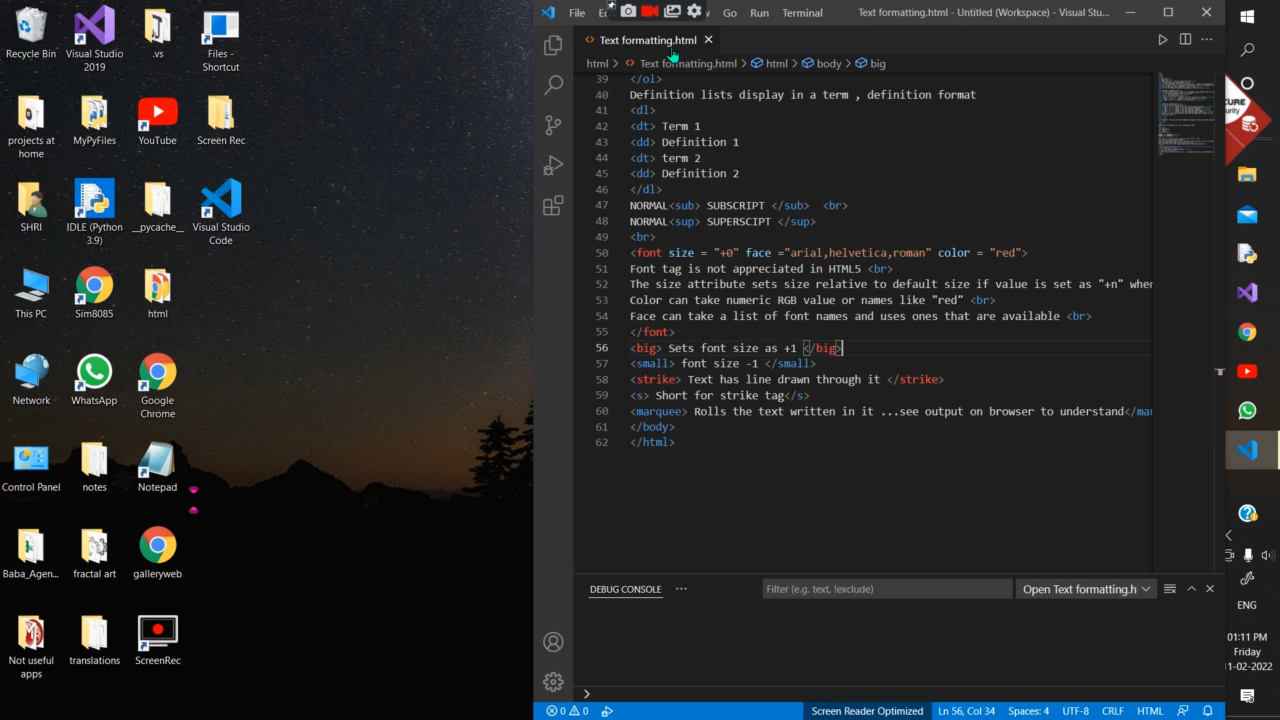 Recycle Bin
Visual Studio 2019
.vs
Files - Shortcut
projects at home
MyPyFiles
YouTube
Screen Rec
SHRI
IDLE (Python 3.9)
__pycache__
Visual Studio Code
This PC
Sim8085
html
Network
WhatsApp
Google Chrome
Control Panel
notes
Notepad
Baba_Agen...
fractal art
galleryweb
Not useful apps
translations
ScreenRec
File Go Run Terminal Text formatting.html - Untitled (Workspace) - Visual Stu...
Text formatting.html
html > Text formatting.html > html > body > big
39 </ol>
40 Definition lists display in a term , definition format
41 <dl>
42 <dt> Term 1
43 <dd> Definition 1
44 <dt> term 2
45 <dd> Definition 2
46 </dl>
47 NORMAL<sub> SUBSCRIPT </sub> <br>
48 NORMAL<sup> SUPERSCIPT </sup>
49 <br>
50 <font size = "+0" face ="arial,helvetica,roman" color = "red">
51 Font tag is not appreciated in HTML5 <br>
52 The size attribute sets size relative to default size if value is set as "+n" when
53 Color can take numeric RGB value or names like "red" <br>
54 Face can take a list of font names and uses ones that are available <br>
55 </font>
56 <big> Sets font size as +1 </big>
57 <small> font size -1 </small>
58 <strike> Text has line drawn through it </strike>
59 <s> Short for strike tag</s>
60 <marquee> Rolls the text written in it ...see output on browser to understand</mar
61 </body>
62 </html>
DEBUG CONSOLE ... Filter (e.g. text, !exclude) Open Text formatting.h
0 0 Screen Reader Optimized Ln 56, Col 34 Spaces: 4 UTF-8 CRLF HTML
ENG
01:11 PM
Friday
1-02-2022